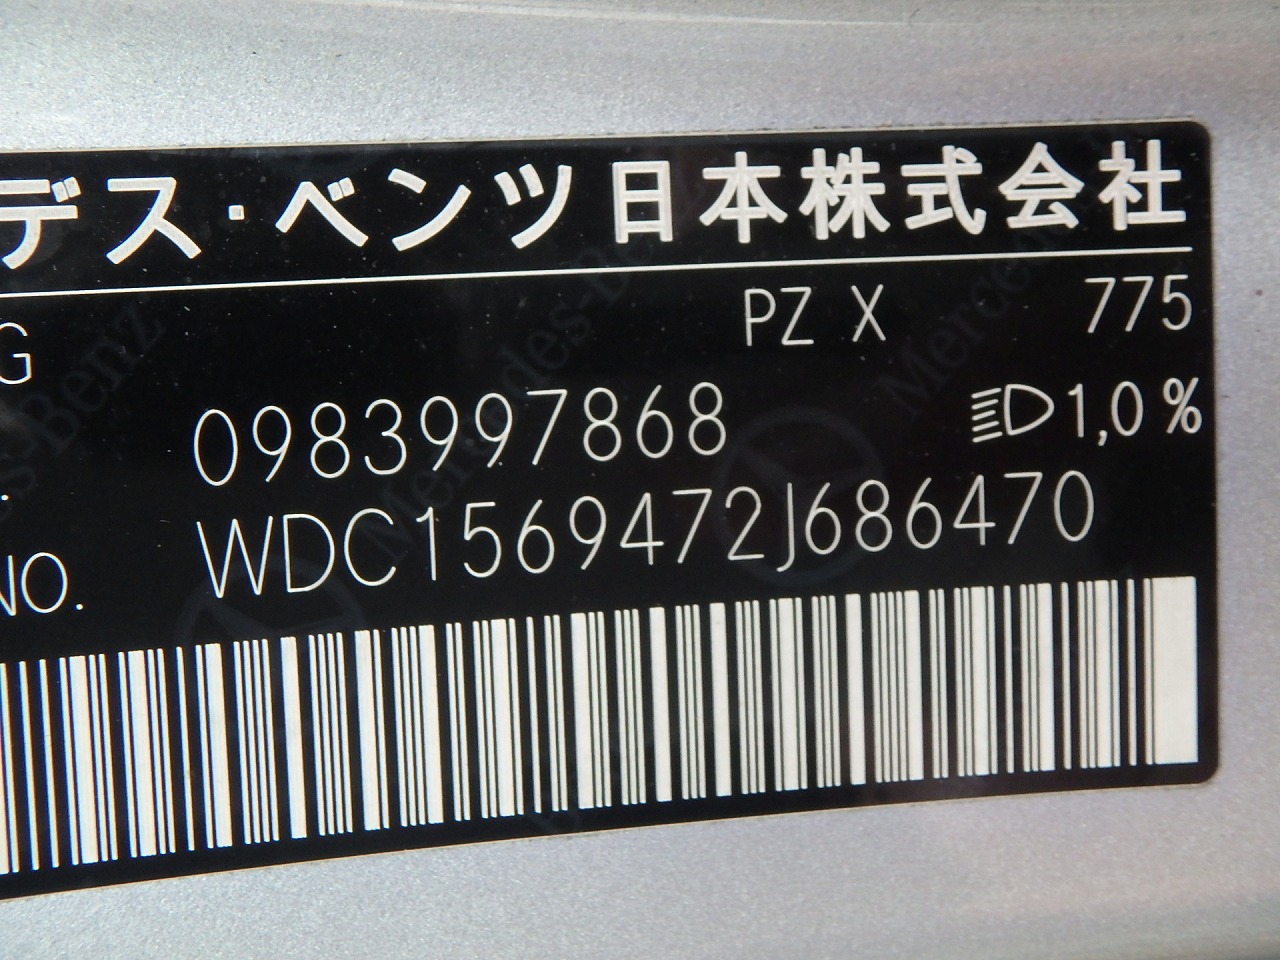 デス・ベンツ日本株式会社
G PZ X 775
0983997868 1,0 %
WDC1569472J686470
NO.